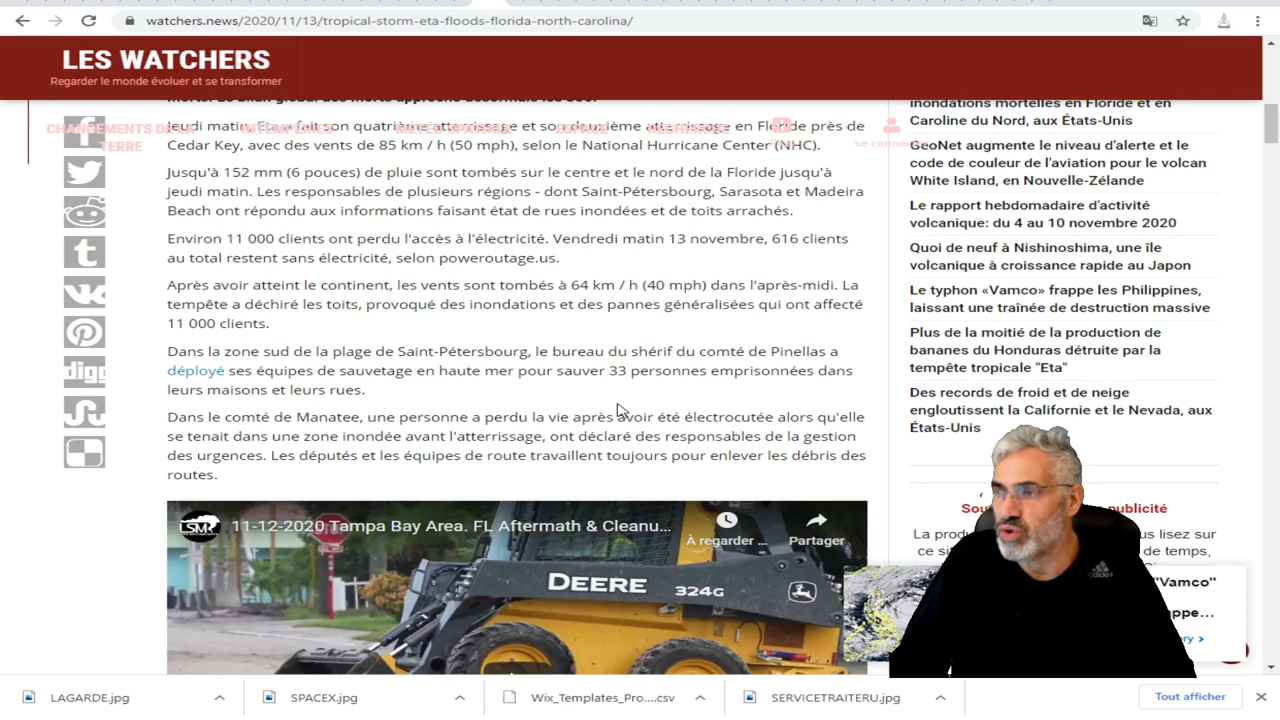 watchers.news/2020/11/13/tropical-storm-eta-floods-florida-north-carolina/
LES WATCHERS
Regarder le monde évoluer et se transformer
CHANGEMENTS DE LA
TERRE
se connecter
Jeudi matin, Eta a fait son quatrième atterrissage et son deuxième atterrissage en Floride près de
Cedar Key, avec des vents de 85 km / h (50 mph), selon le National Hurricane Center (NHC).
Jusqu'à 152 mm (6 pouces) de pluie sont tombés sur le centre et le nord de la Floride jusqu'à
jeudi matin. Les responsables de plusieurs régions - dont Saint-Pétersbourg, Sarasota et Madeira
Beach ont répondu aux informations faisant état de rues inondées et de toits arrachés.
Environ 11 000 clients ont perdu l'accès à l'électricité. Vendredi matin 13 novembre, 616 clients
au total restent sans électricité, selon poweroutage.us.
Après avoir atteint le continent, les vents sont tombés à 64 km / h (40 mph) dans l'après-midi. La
tempête a déchiré les toits, provoqué des inondations et des pannes généralisées qui ont affecté
11 000 clients.
Dans la zone sud de la plage de Saint-Pétersbourg, le bureau du shérif du comté de Pinellas a
déployé ses équipes de sauvetage en haute mer pour sauver 33 personnes emprisonnées dans
leurs maisons et leurs rues.
Dans le comté de Manatee, une personne a perdu la vie après avoir été électrocutée alors qu'elle
se tenait dans une zone inondée avant l'atterrissage, ont déclaré des responsables de la gestion
des urgences. Les députés et les équipes de route travaillent toujours pour enlever les débris des
routes.
LSM
11-12-2020 Tampa Bay Area. FL Aftermath & Cleanu...
À regarder ...
Partager
DEERE
324G
digg
inondations mortelles en Floride et en
Caroline du Nord, aux États-Unis
GeoNet augmente le niveau d'alerte et le
code de couleur de l'aviation pour le volcan
White Island, en Nouvelle-Zélande
Le rapport hebdomadaire d'activité
volcanique: du 4 au 10 novembre 2020
Quoi de neuf à Nishinoshima, une île
volcanique à croissance rapide au Japon
Le typhon «Vamco» frappe les Philippines,
laissant une traînée de destruction massive
Plus de la moitié de la production de
bananes du Honduras détruite par la
tempête tropicale "Eta"
Des records de froid et de neige
engloutissent la Californie et le Nevada, aux
États-Unis
publicité
us lisez sur
ce si de temps,
"Vamco"
adidas
LAGARDE.jpg
SPACEX.jpg
Wix_Templates_Pro....csv
SERVICETRAITERU.jpg
Tout afficher